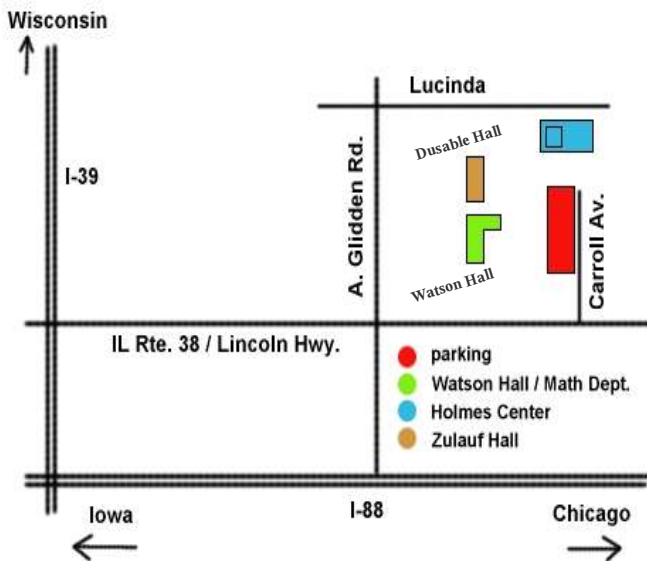 Wisconsin
Lucinda
Dusable Hall
I-39
A. Glidden Rd.
Carroll Av.
Watson Hall
IL Rte. 38 / Lincoln Hwy.
parking
Watson Hall / Math Dept.
Holmes Center
Zulauf Hall
Iowa
I-88
Chicago